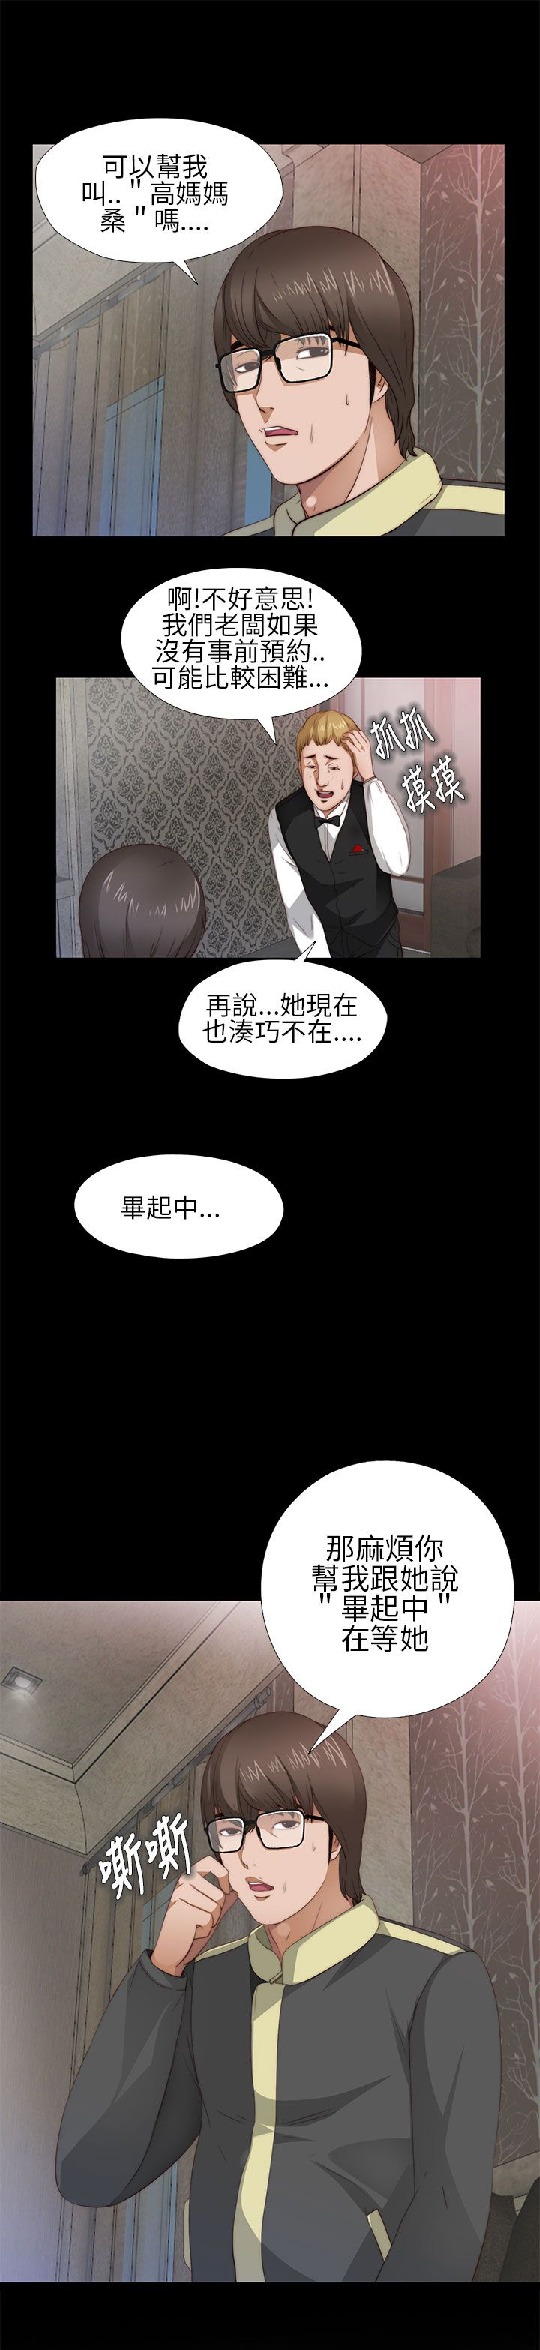 可以幫我
叫.."高媽媽
桑"嗎....
啊!不好意思!
我們老闆如果
沒有事前預約..
可能比較困難...
抓抓
摸摸
再說...她現在
也湊巧不在....
畢起中...
那麻煩你
幫我跟她說
"畢起中"
在等她
嘶嘶